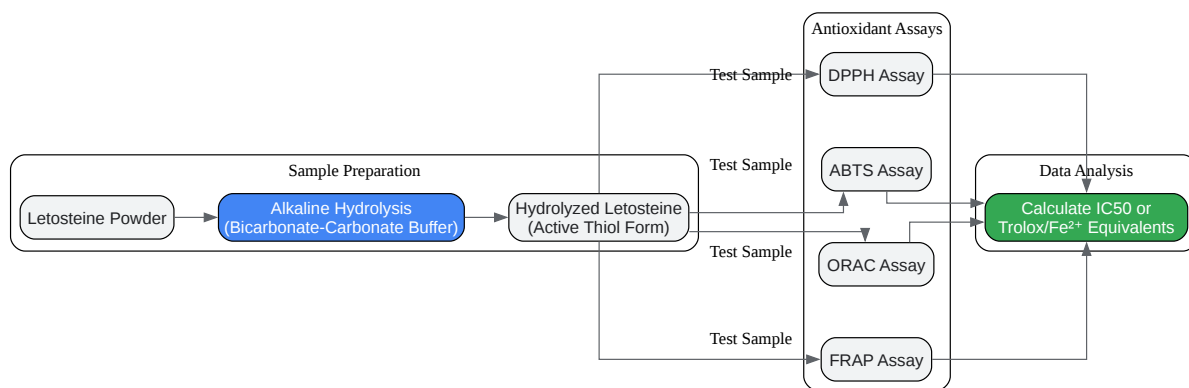 Sample Preparation
Letosteine Powder
Alkaline Hydrolysis
(Bicarbonate-Carbonate Buffer)
Hydrolyzed Letosteine
(Active Thiol Form)
Test Sample
Test Sample
Test Sample
Test Sample
Antioxidant Assays
DPPH Assay
ABTS Assay
ORAC Assay
FRAP Assay
Data Analysis
Calculate IC50 or
Trolox/Fe²⁺ Equivalents